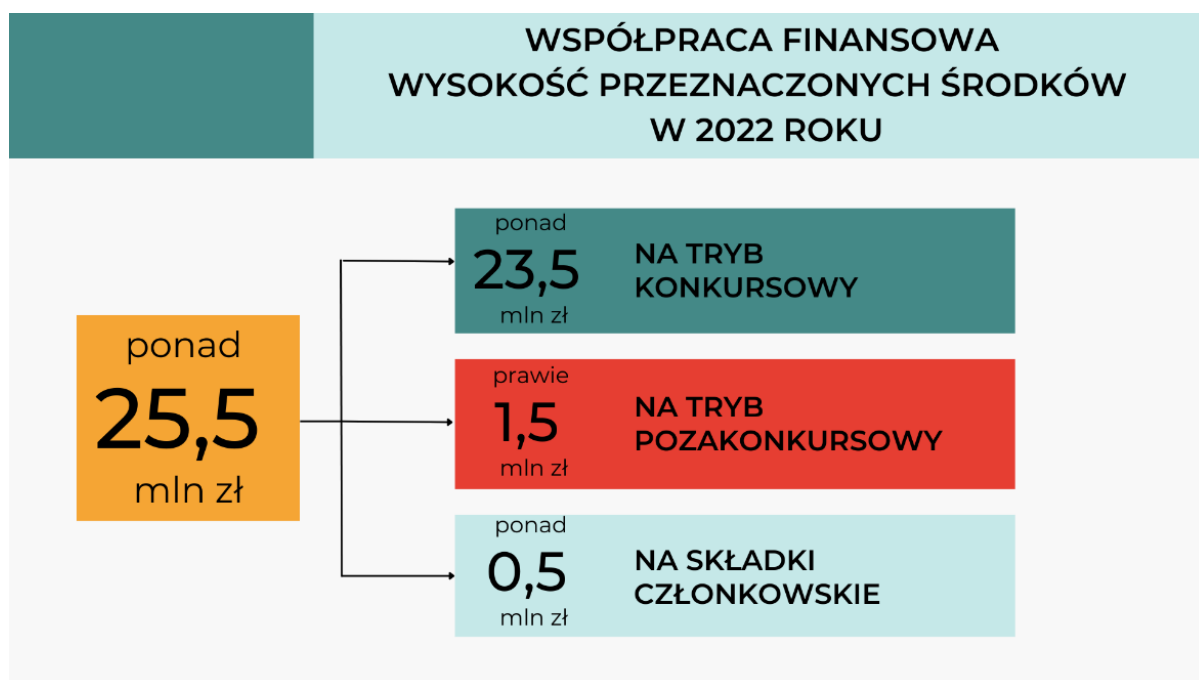 WSPÓŁPRACA FINANSOWA
WYSOKOŚĆ PRZEZNACZONYCH ŚRODKÓW
W 2022 ROKU
ponad
25,5
mln zł
ponad
23,5
mln zł
NA TRYB
KONKURSOWY
prawie
1,5
mln zł
NA TRYB
POZAKONKURSOWY
ponad
0,5
mln zł
NA SKŁADKI
CZŁONKOWSKIE